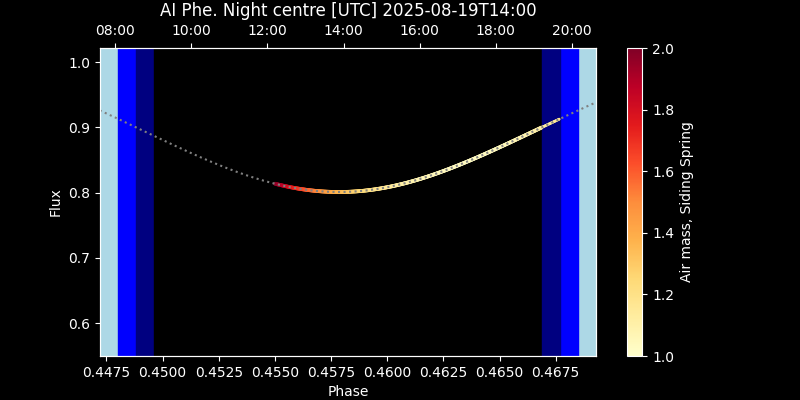 AI Phe. Night centre [UTC] 2025-08-19T14:00
08:00 10:00 12:00 14:00 16:00 18:00 20:00
1.0
0.9
0.8
0.7
0.6
Flux
0.4475 0.4500 0.4525 0.4550 0.4575 0.4600 0.4625 0.4650 0.4675
Phase
2.0
1.8
1.6
1.4
1.2
1.0
Air mass, Siding Spring